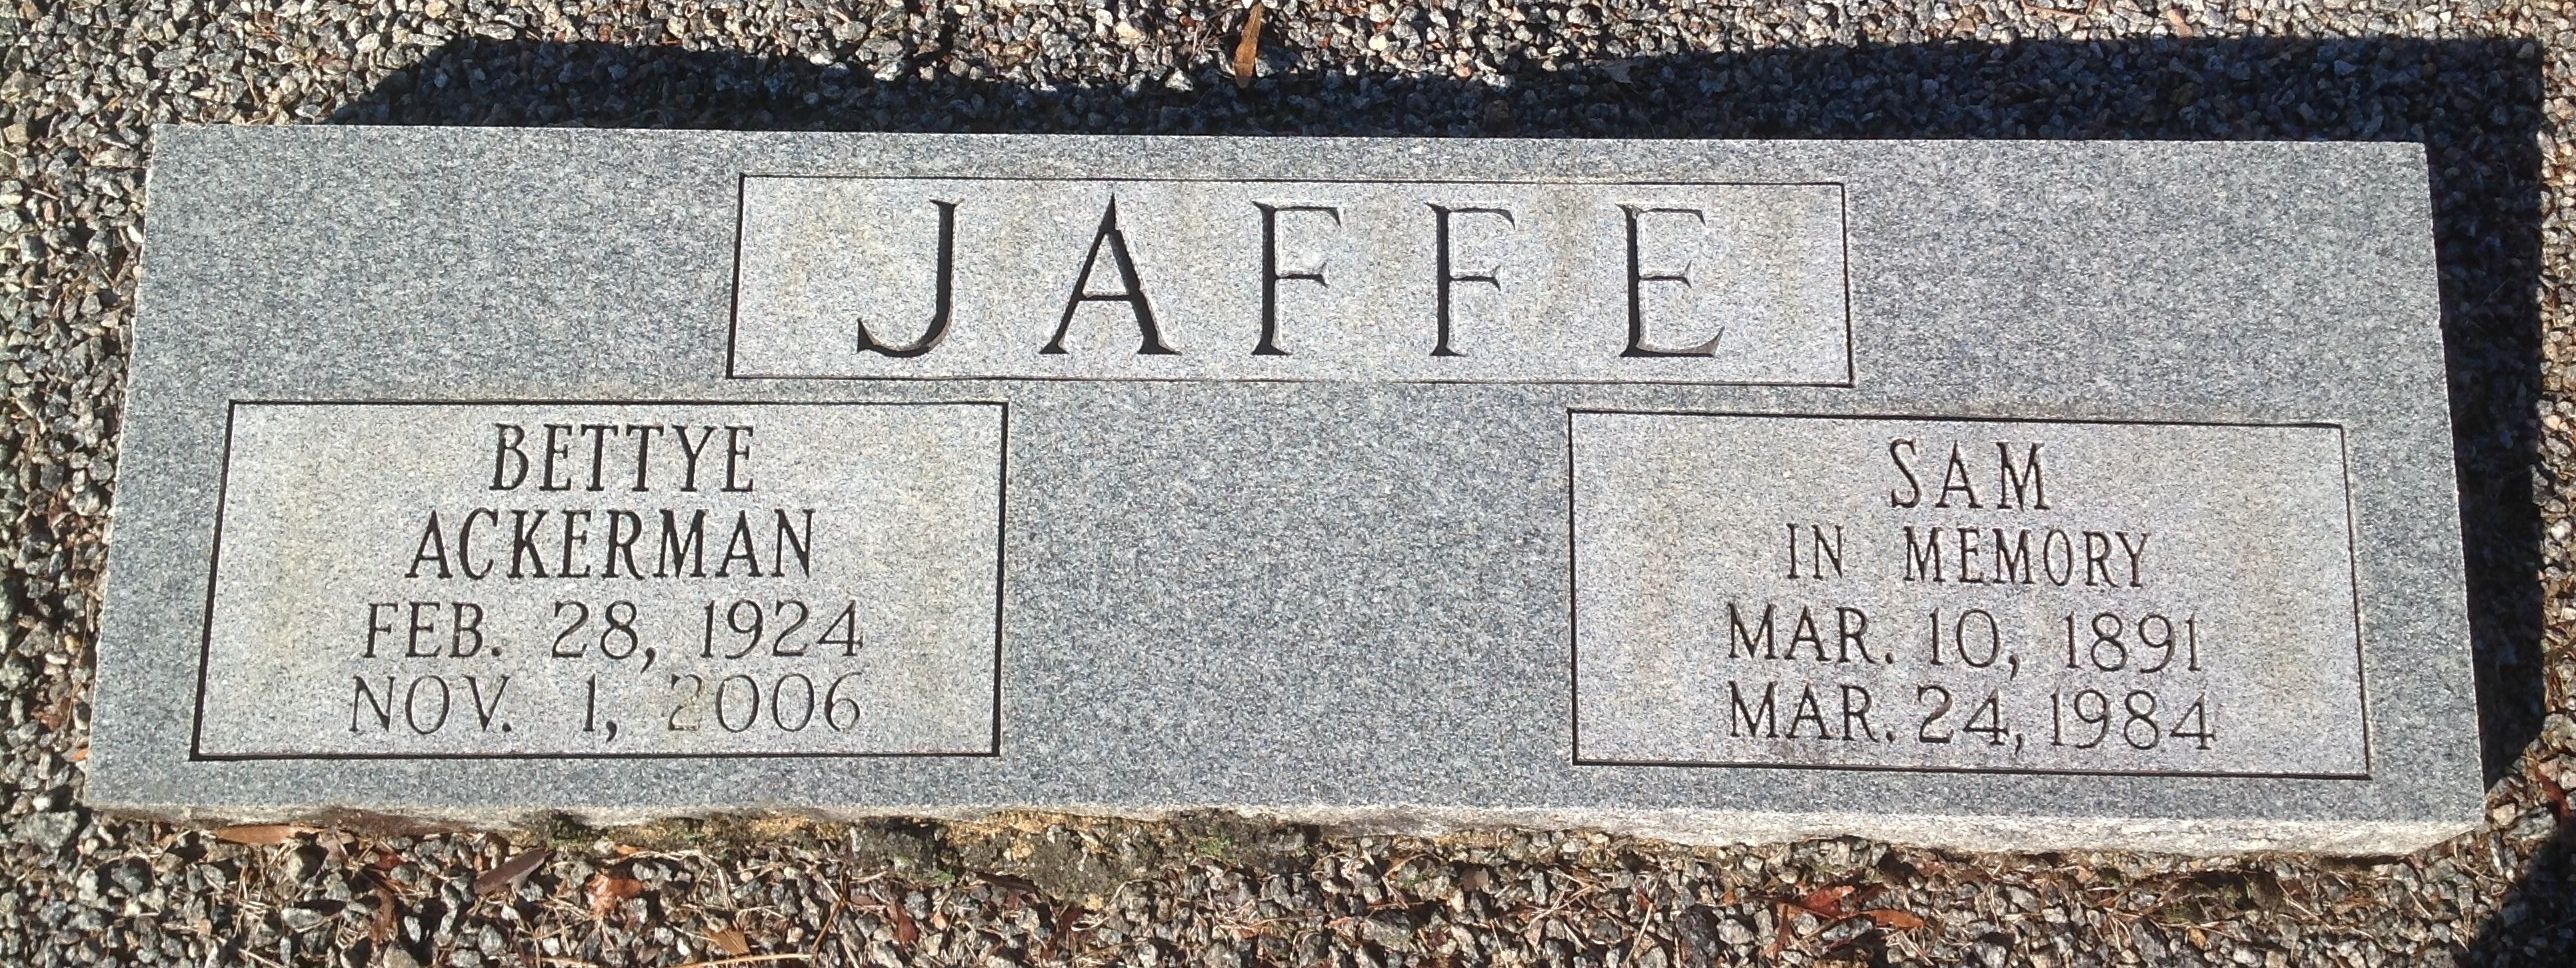 JAFFE
BETTYE
ACKERMAN
FEB. 28, 1924
NOV. 1, 2006
SAM
IN MEMORY
MAR. 10, 1891
MAR. 24, 1984